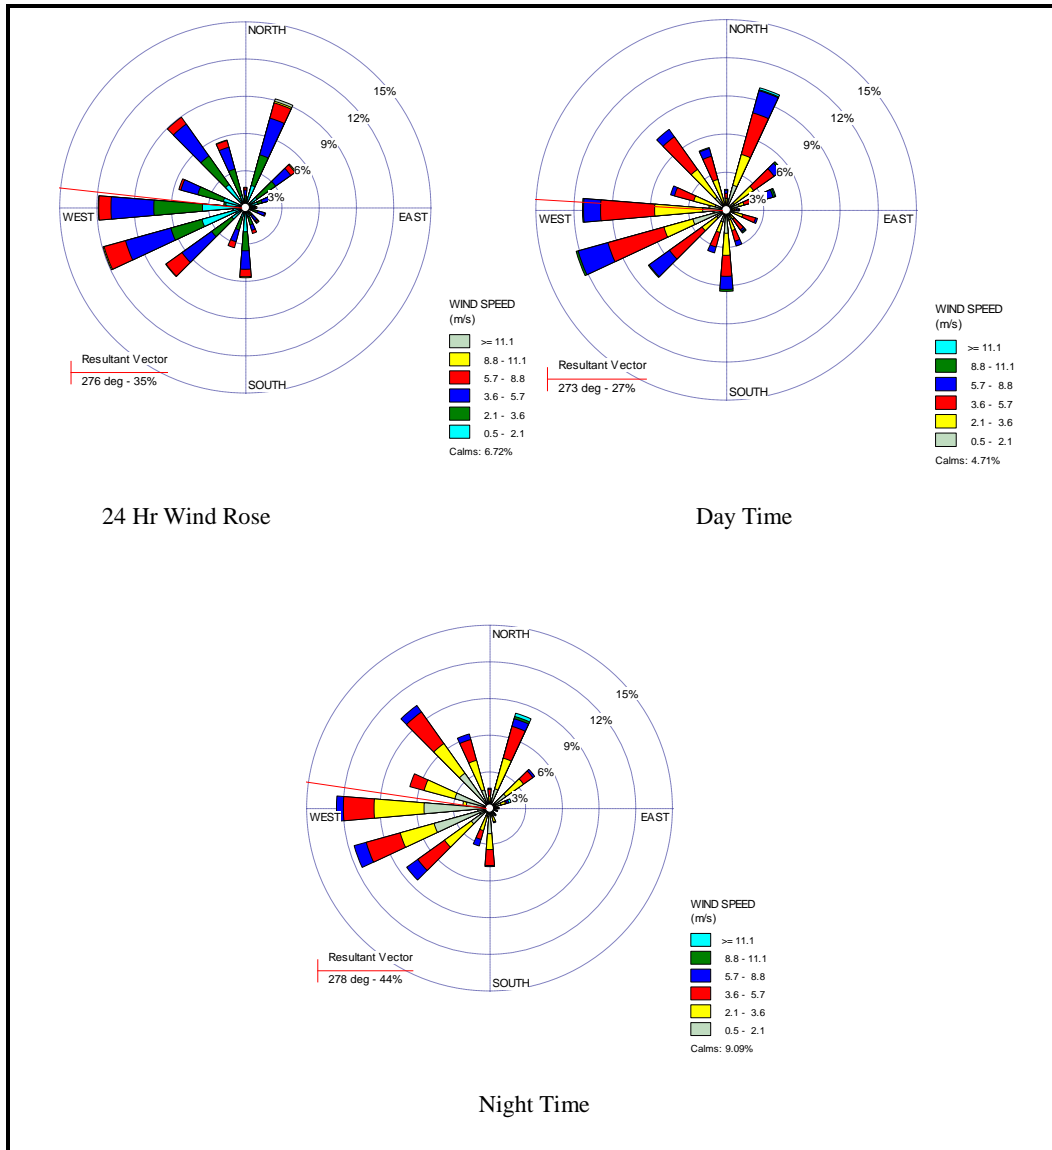 NORTH
15%
12%
9%
6%
3%
WEST
EAST
SOUTH
WIND SPEED
(m/s)
>= 11.1
8.8 - 11.1
5.7 - 8.8
3.6 - 5.7
2.1 - 3.6
0.5 - 2.1
Calms: 6.72%
Resultant Vector
276 deg - 35%
24 Hr Wind Rose
NORTH
15%
12%
9%
6%
3%
WEST
EAST
SOUTH
WIND SPEED
(m/s)
>= 11.1
8.8 - 11.1
5.7 - 8.8
3.6 - 5.7
2.1 - 3.6
0.5 - 2.1
Calms: 4.71%
Resultant Vector
273 deg - 27%
Day Time
NORTH
15%
12%
9%
6%
3%
WEST
EAST
SOUTH
WIND SPEED
(m/s)
>= 11.1
8.8 - 11.1
5.7 - 8.8
3.6 - 5.7
2.1 - 3.6
0.5 - 2.1
Calms: 9.09%
Resultant Vector
278 deg - 44%
Night Time